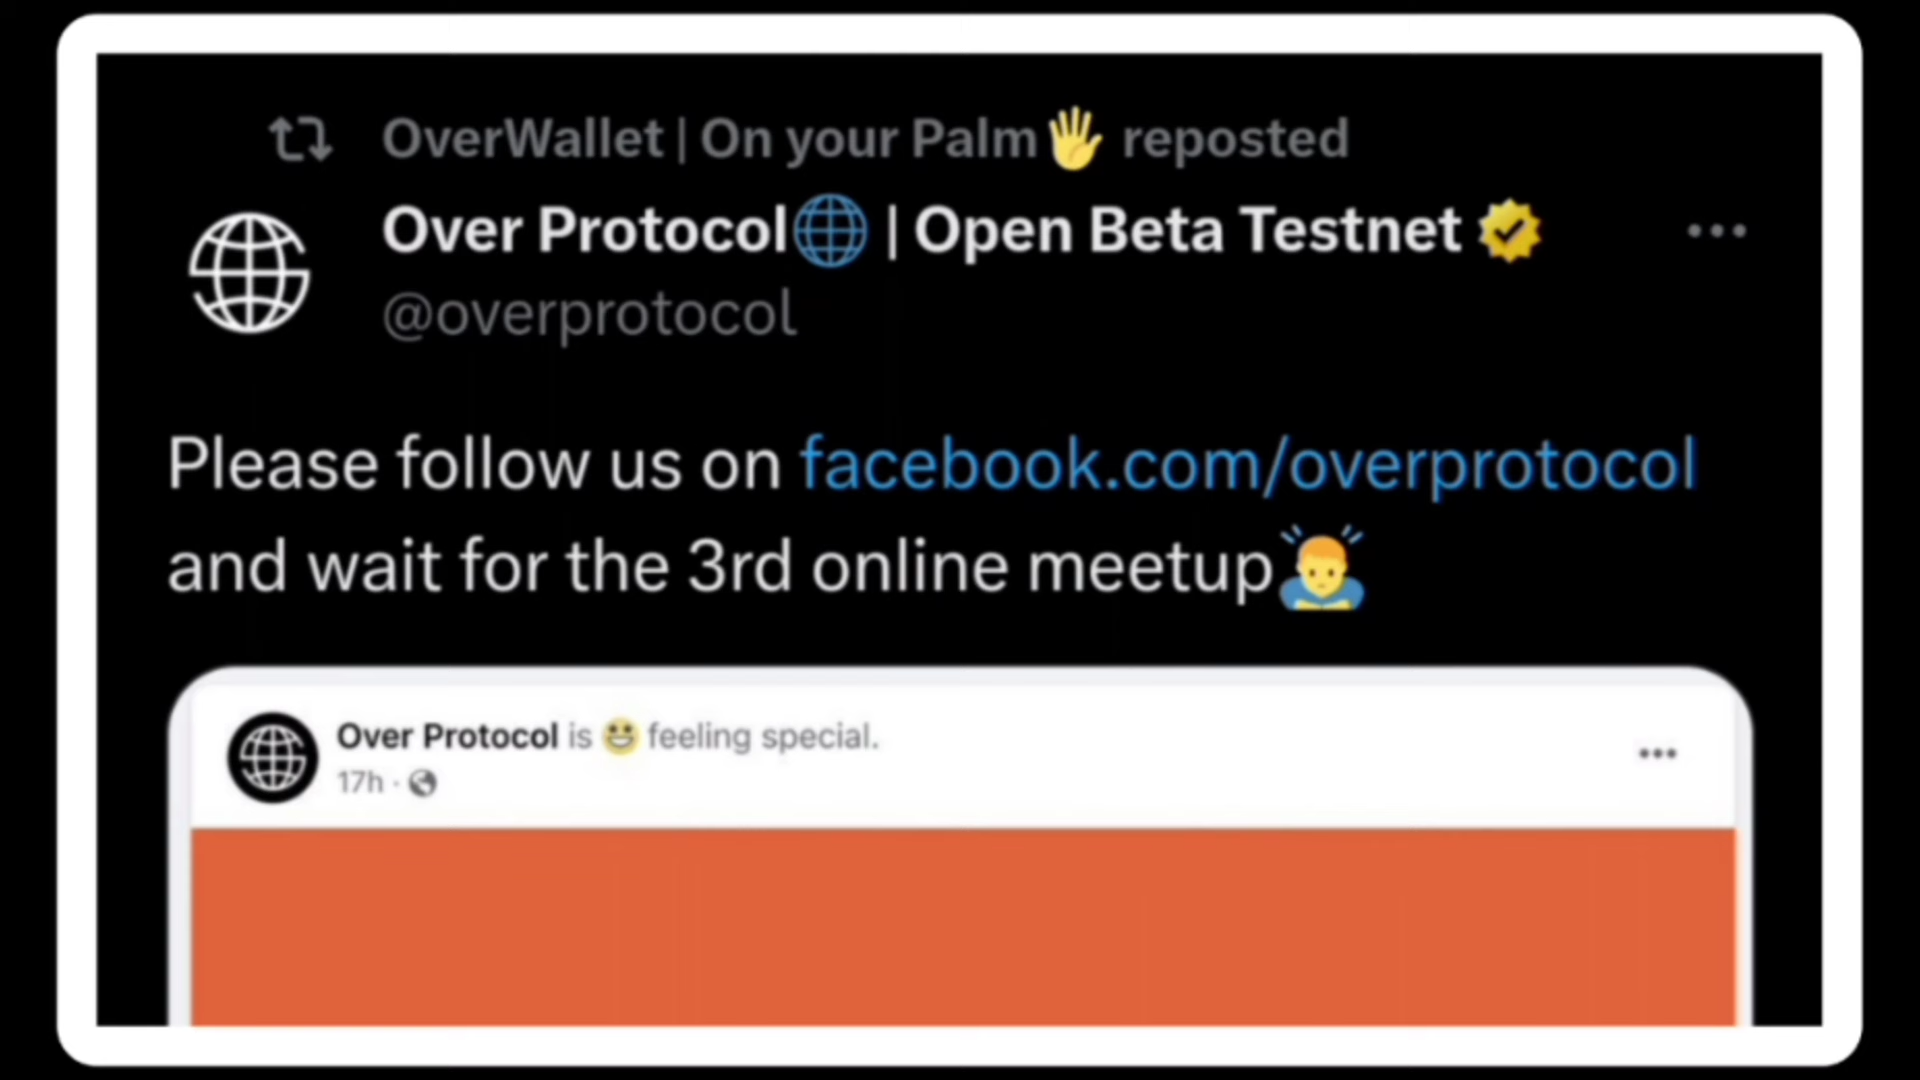 OverWallet | On your Palm🖐 reposted
Over Protocol🌐 | Open Beta Testnet
@overprotocol
Please follow us on facebook.com/overprotocol
and wait for the 3rd online meetup🙇‍♂️
Over Protocol is 😀 feeling special.
17h ·